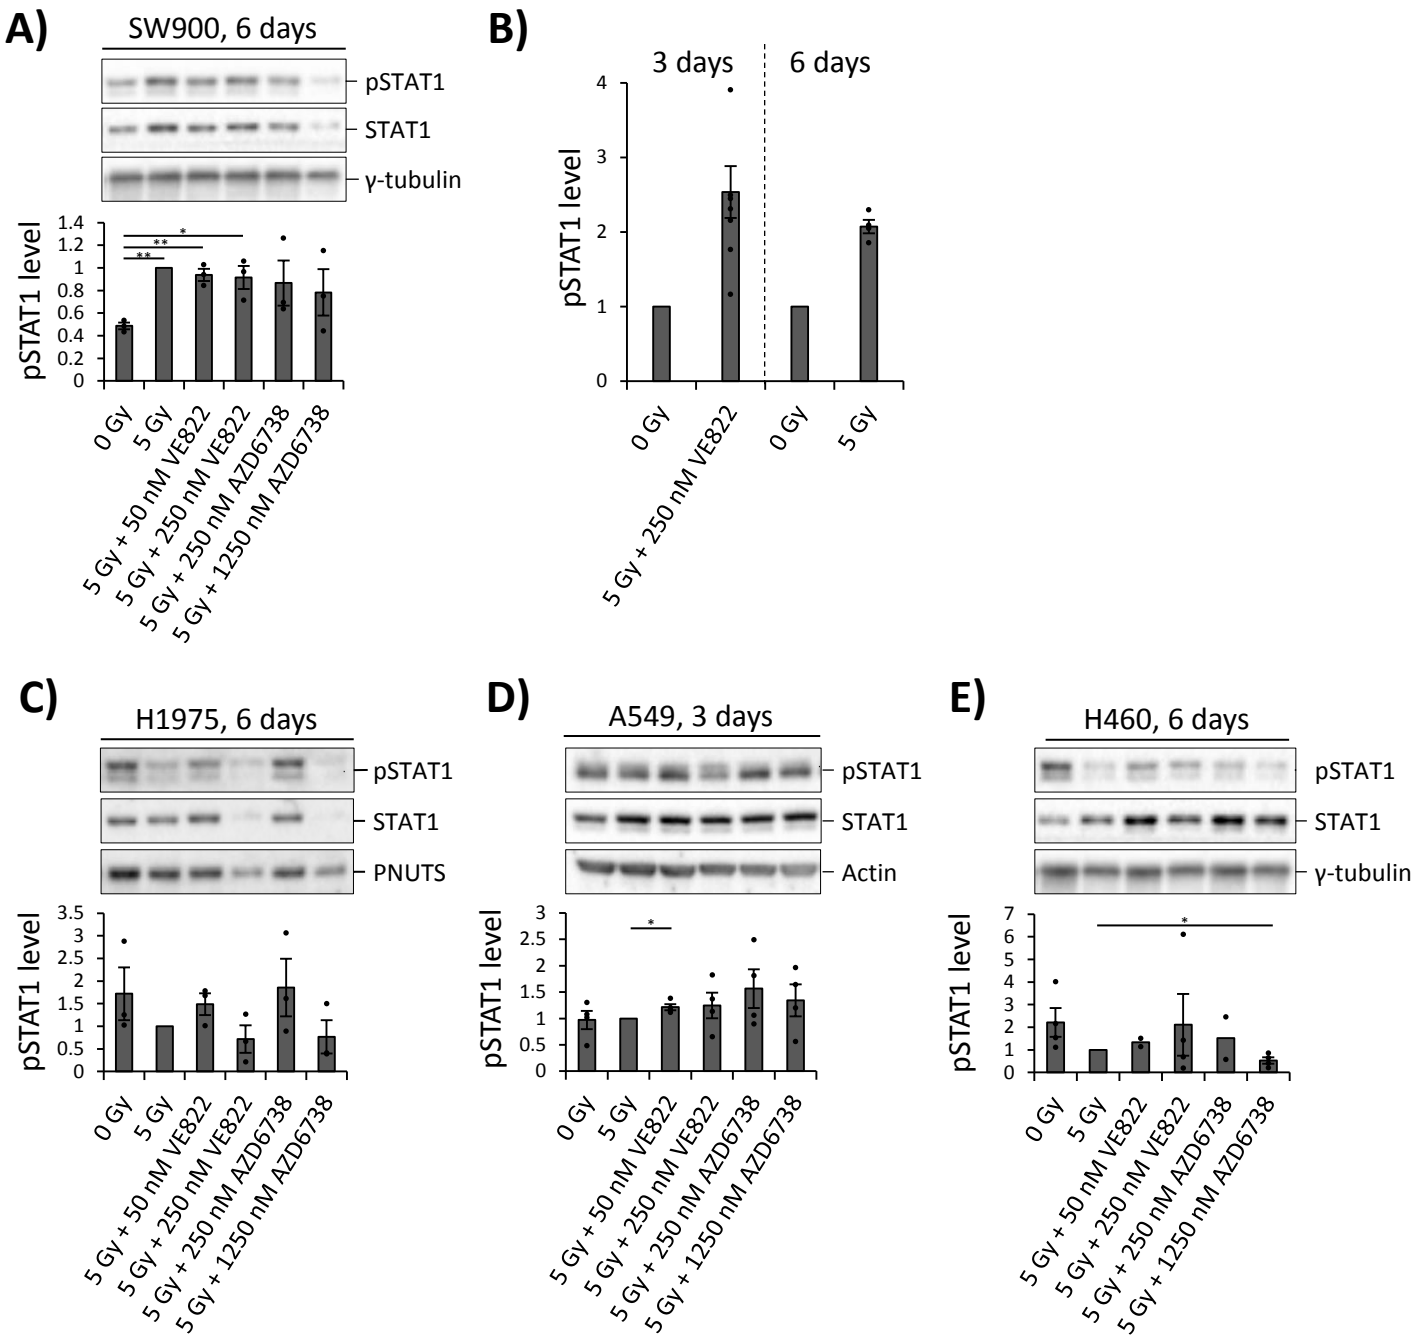 A)
SW900, 6 days
pSTAT1
STAT1
γ-tubulin
pSTAT1 level
1.4
1.2
1
0.8
0.6
0.4
0.2
0
*
**
**
0 Gy
5 Gy
5 Gy + 50 nM VE822
5 Gy + 250 nM VE822
5 Gy + 250 nM AZD6738
5 Gy + 1250 nM AZD6738
B)
3 days
6 days
pSTAT1 level
4
3
2
1
0
0 Gy
5 Gy + 250 nM VE822
0 Gy
5 Gy
C)
H1975, 6 days
pSTAT1
STAT1
PNUTS
pSTAT1 level
3.5
3
2.5
2
1.5
1
0.5
0
0 Gy
5 Gy
5 Gy + 50 nM VE822
5 Gy + 250 nM VE822
5 Gy + 250 nM AZD6738
5 Gy + 1250 nM AZD6738
D)
A549, 3 days
pSTAT1
STAT1
Actin
pSTAT1 level
3
2.5
2
1.5
1
0.5
0
*
0 Gy
5 Gy
5 Gy + 50 nM VE822
5 Gy + 250 nM VE822
5 Gy + 250 nM AZD6738
5 Gy + 1250 nM AZD6738
E)
H460, 6 days
pSTAT1
STAT1
γ-tubulin
pSTAT1 level
7
6
5
4
3
2
1
0
*
0 Gy
5 Gy
5 Gy + 50 nM VE822
5 Gy + 250 nM VE822
5 Gy + 250 nM AZD6738
5 Gy + 1250 nM AZD6738